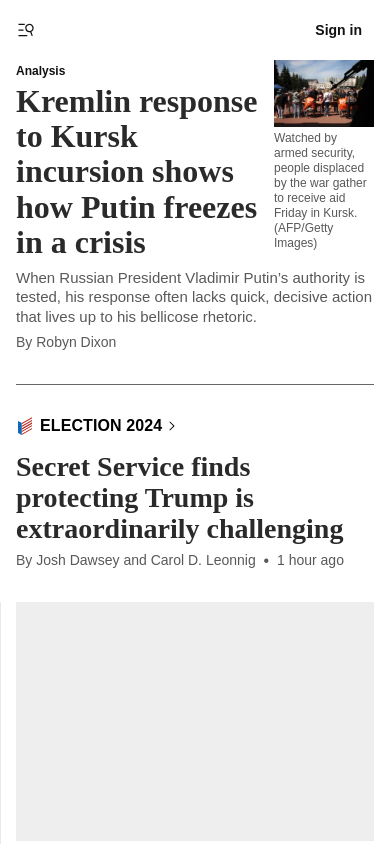 Sign in
Analysis
Kremlin response
to Kursk
incursion shows
how Putin freezes
in a crisis
Watched by
armed security,
people displaced
by the war gather
to receive aid
Friday in Kursk.
(AFP/Getty
Images)
When Russian President Vladimir Putin’s authority is
tested, his response often lacks quick, decisive action
that lives up to his bellicose rhetoric.
By Robyn Dixon
ELECTION 2024
Secret Service finds
protecting Trump is
extraordinarily challenging
By Josh Dawsey and Carol D. Leonnig • 1 hour ago